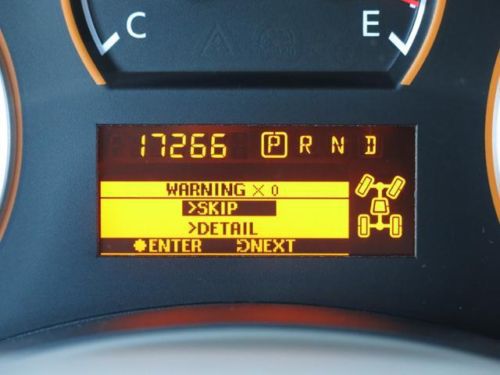 C E
17266 P R N D
WARNING × 0
>SKIP
>DETAIL
ENTER NEXT